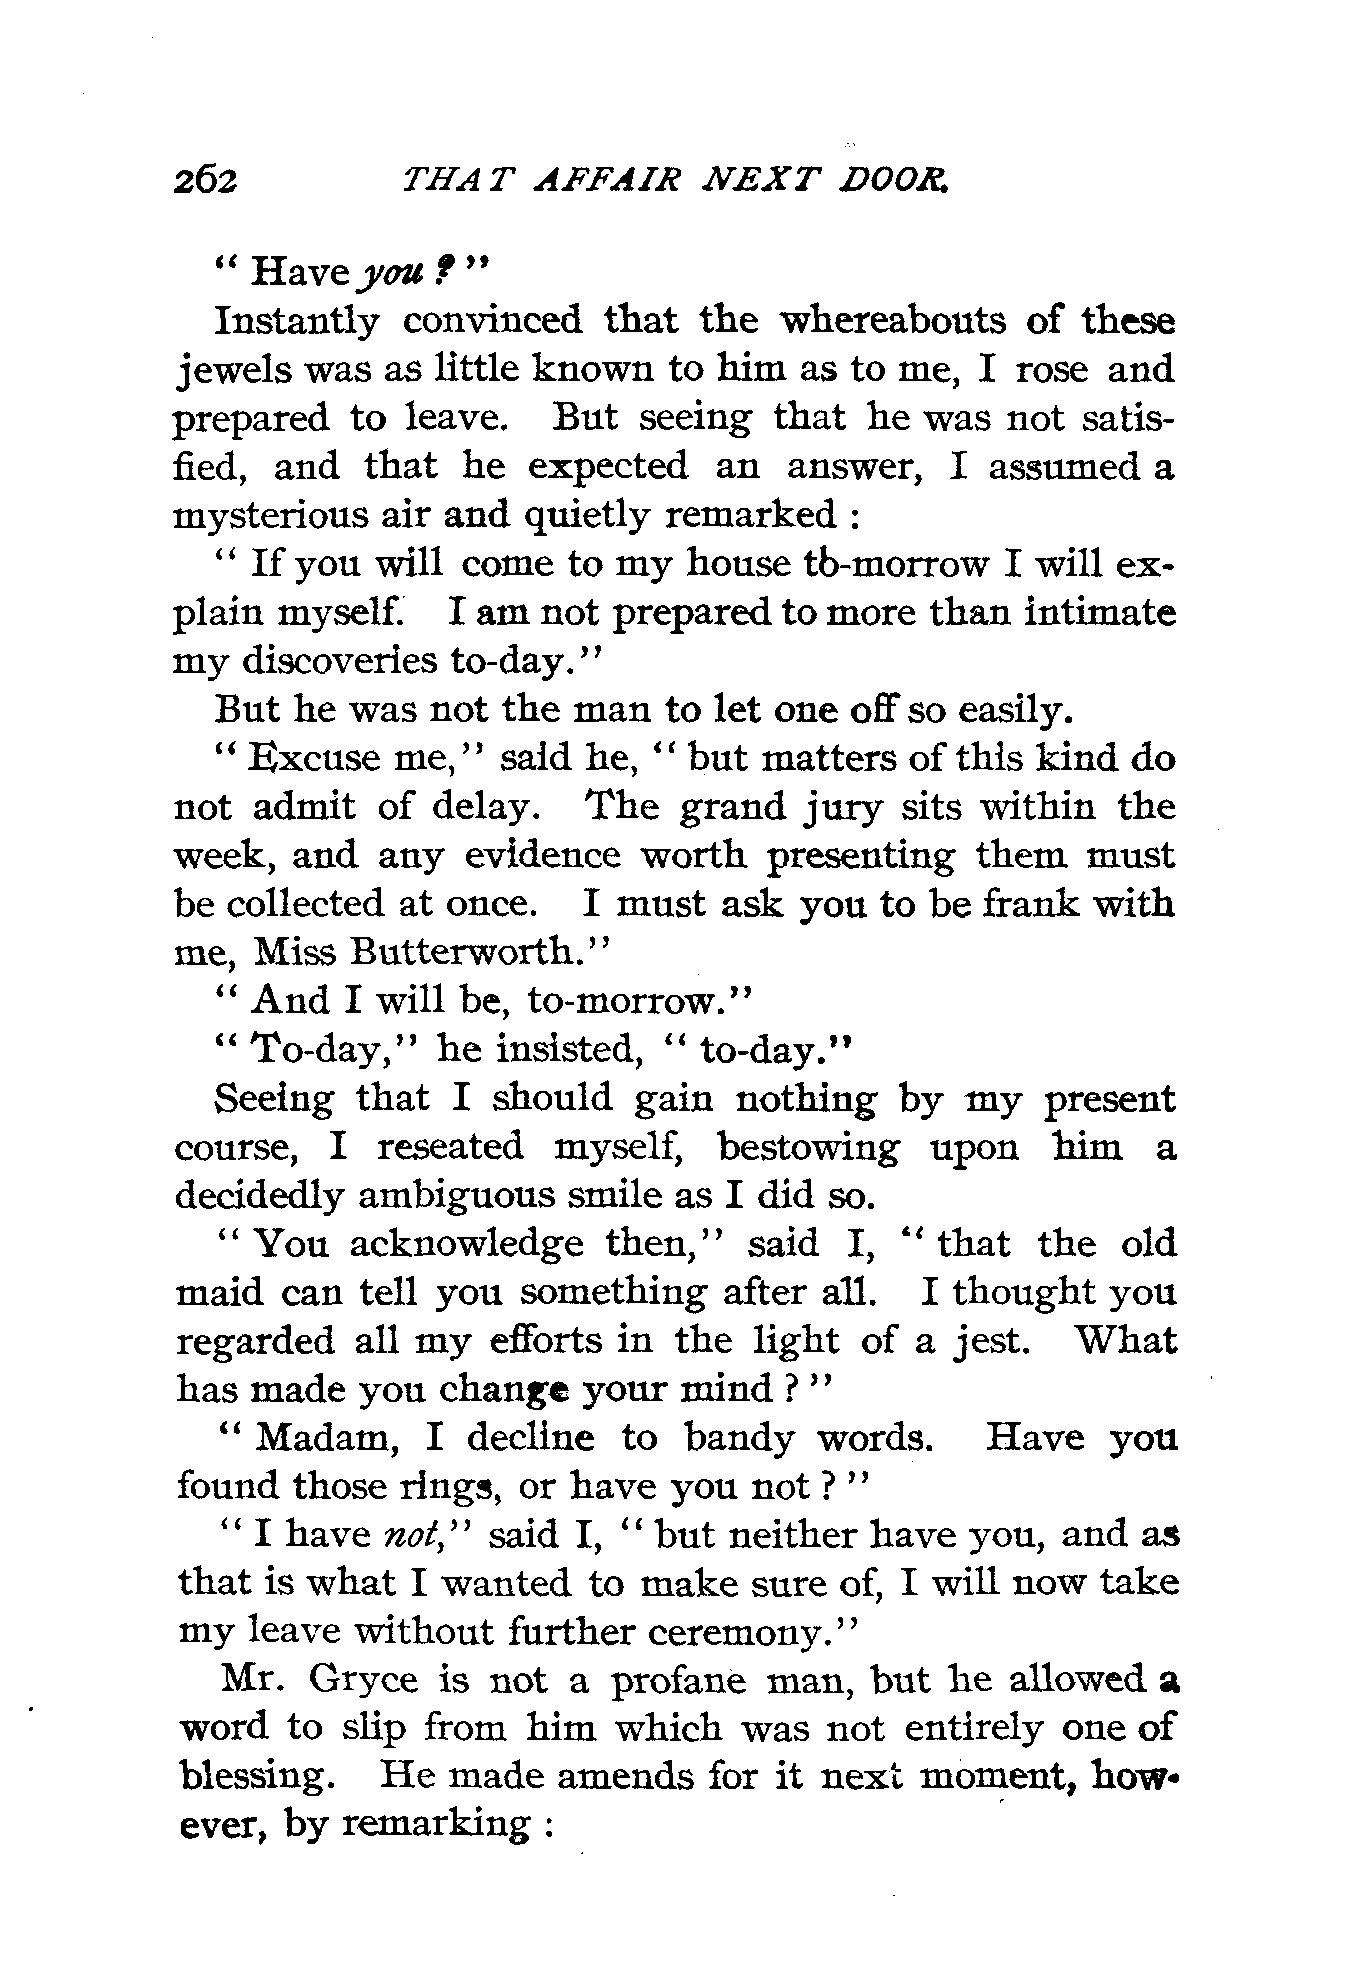 262 THAT AFFAIR NEXT DOOR.
“ Have you ? ”
Instantly convinced that the whereabouts of these
jewels was as little known to him as to me, I rose and
prepared to leave. But seeing that he was not satis-
fied, and that he expected an answer, I assumed a
mysterious air and quietly remarked :
“ If you will come to my house to-morrow I will ex-
plain myself. I am not prepared to more than intimate
my discoveries to-day.”
But he was not the man to let one off so easily.
“ Excuse me,” said he, “ but matters of this kind do
not admit of delay. The grand jury sits within the
week, and any evidence worth presenting them must
be collected at once. I must ask you to be frank with
me, Miss Butterworth.”
“ And I will be, to-morrow.”
“ To-day,” he insisted, “ to-day.”
Seeing that I should gain nothing by my present
course, I reseated myself, bestowing upon him a
decidedly ambiguous smile as I did so.
“ You acknowledge then,” said I, “ that the old
maid can tell you something after all. I thought you
regarded all my efforts in the light of a jest. What
has made you change your mind ? ”
“ Madam, I decline to bandy words. Have you
found those rings, or have you not ? ”
“ I have not,” said I, “ but neither have you, and as
that is what I wanted to make sure of, I will now take
my leave without further ceremony.”
Mr. Gryce is not a profane man, but he allowed a
word to slip from him which was not entirely one of
blessing. He made amends for it next moment, how-
ever, by remarking :